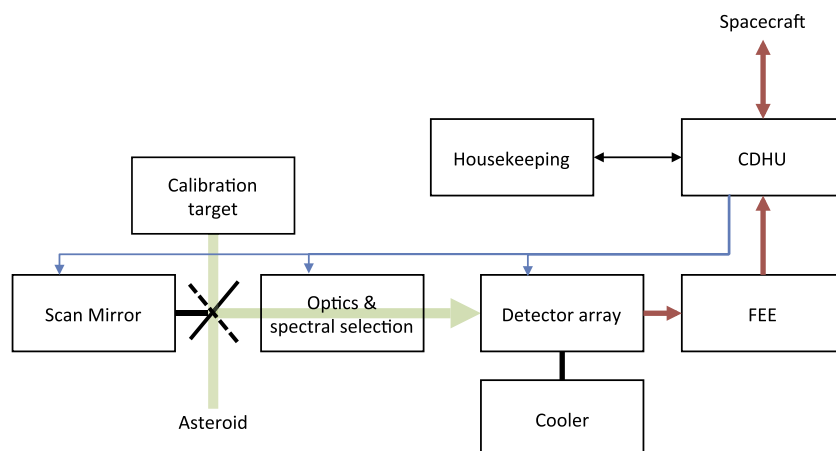 Spacecraft
Housekeeping
CDHU
Calibration
target
Scan Mirror
Optics &
spectral selection
Detector array
FEE
Asteroid
Cooler